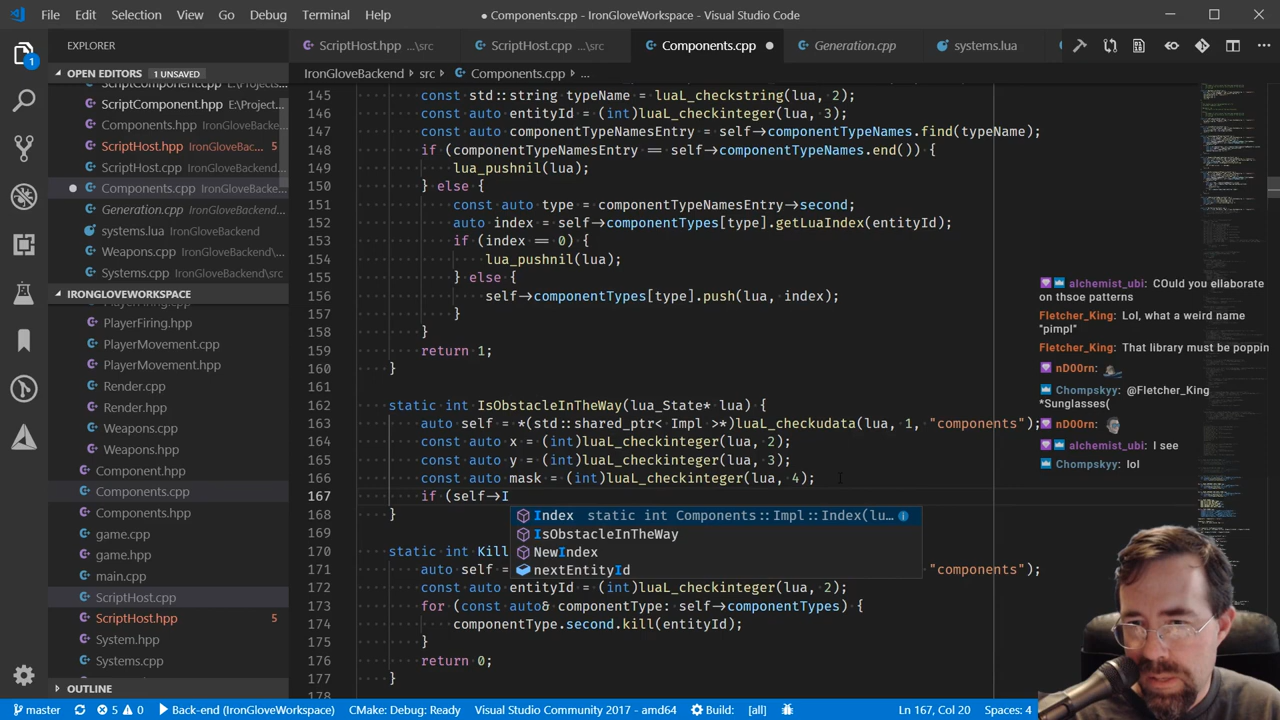 File Edit Selection View Go Debug Terminal Help
● Components.cpp - IronGloveWorkspace - Visual Studio Code
EXPLORER
ScriptHost.hpp ...\src
ScriptHost.cpp ...\src
Components.cpp ●
Generation.cpp
systems.lua
OPEN EDITORS 1 UNSAVED
IronGloveBackend › src › Components.cpp › ...
ScriptComponent.cpp E:\Projects...
ScriptComponent.hpp E:\Project...
Components.hpp IronGloveBacken...
ScriptHost.hpp IronGloveBac... 5
ScriptHost.cpp IronGloveBackend...
● Components.cpp IronGloveBacke...
Generation.cpp IronGloveBackend...
systems.lua IronGloveBackend
Weapons.cpp IronGloveBackend\...
Systems.cpp IronGloveBackend\src
IRONGLOVEWORKSPACE
PlayerFiring.hpp
PlayerMovement.cpp
PlayerMovement.hpp
Render.cpp
Render.hpp
Weapons.cpp
Weapons.hpp
Component.hpp
Components.cpp
Components.hpp
game.cpp
game.hpp
main.cpp
ScriptHost.cpp
ScriptHost.hpp 5
System.hpp
Systems.cpp
OUTLINE
145 const std::string typeName = luaL_checkstring(lua, 2);
146 const auto entityId = (int)luaL_checkinteger(lua, 3);
147 const auto componentTypeNamesEntry = self->componentTypeNames.find(typeName);
148 if (componentTypeNamesEntry == self->componentTypeNames.end()) {
149 lua_pushnil(lua);
150 } else {
151 const auto type = componentTypeNamesEntry->second;
152 auto index = self->componentTypes[type].getLuaIndex(entityId);
153 if (index == 0) {
154 lua_pushnil(lua);
155 } else {
156 self->componentTypes[type].push(lua, index);
157 }
158 }
159 return 1;
160 }
161
162 static int IsObstacleInTheWay(lua_State* lua) {
163 auto self = *(std::shared_ptr< Impl >*)luaL_checkudata(lua, 1, "components");
164 const auto x = (int)luaL_checkinteger(lua, 2);
165 const auto x = (int)luaL_checkinteger(lua, 3);
166 const auto mask = (int)luaL_checkinteger(lua, 4);
167 if (self->I
168 }
169
170 static int Kill
171 auto self = "components");
172 const auto entityId = (int)luaL_checkinteger(lua, 2);
173 for (const auto& componentType: self->componentTypes) {
174 componentType.second.kill(entityId);
175 }
176 return 0;
177 }
178
Index static int Components::Impl::Index(lu...
IsObstacleInTheWay
NewIndex
nextEntityId
alchemist_ubi: COuld you ellaborate
on thsoe patterns
Fletcher_King: Lol, what a weird name
"pimpl"
Fletcher_King: That library must be poppin
nD00rn:
Chompskyy: @Fletcher_King
*Sunglasses(
nD00rn:
alchemist_ubi: I see
Chompskyy: lol
1
master 5 0 Back-end (IronGloveWorkspace) CMake: Debug: Ready Visual Studio Community 2017 - amd64 Build: [all] Ln 167, Col 20 Spaces: 4